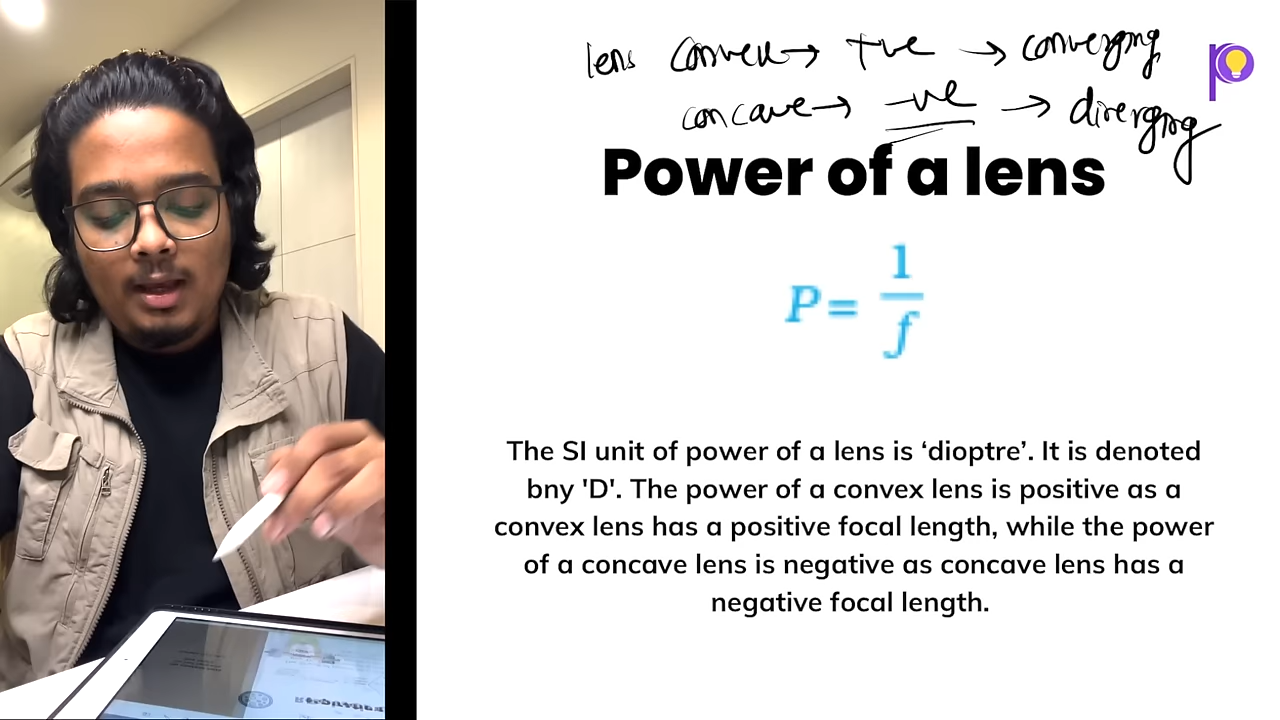 lens convex → +ve → converging
concave → -ve → diverging
Power of a lens
P = 1/f
The SI unit of power of a lens is ‘dioptre’. It is denoted
bny 'D'. The power of a convex lens is positive as a
convex lens has a positive focal length, while the power
of a concave lens is negative as concave lens has a
negative focal length.